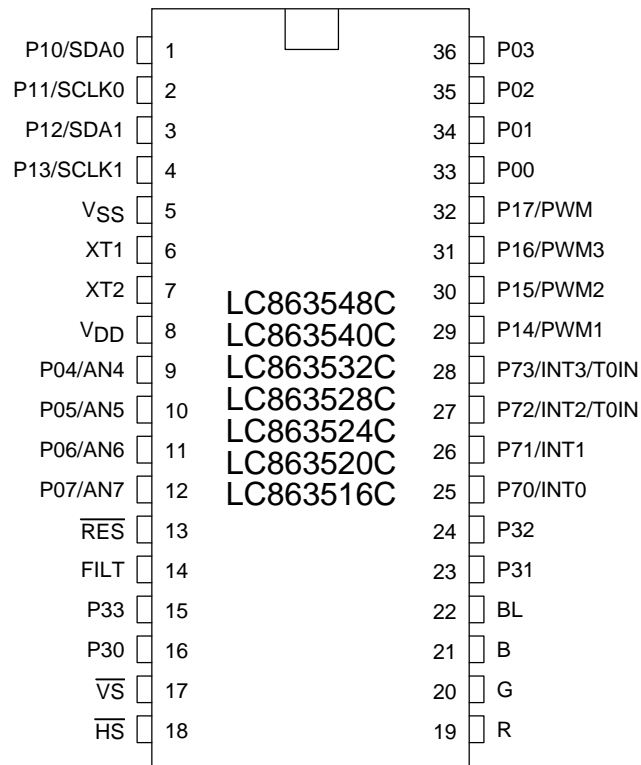 P10/SDA0 1 36 P03
P11/SCLK0 2 35 P02
P12/SDA1 3 34 P01
P13/SCLK1 4 33 P00
VSS 5 32 P17/PWM
XT1 6 31 P16/PWM3
XT2 7 30 P15/PWM2
LC863548C
VDD 8 29 P14/PWM1
LC863540C
P04/AN4 9 28 P73/INT3/T0IN
LC863532C
P05/AN5 10 27 P72/INT2/T0IN
LC863528C
LC863524C
P06/AN6 11 26 P71/INT1
LC863520C
P07/AN7 12 25 P70/INT0
LC863516C
RES 13 24 P32
FILT 14 23 P31
P33 15 22 BL
P30 16 21 B
VS 17 20 G
HS 18 19 R